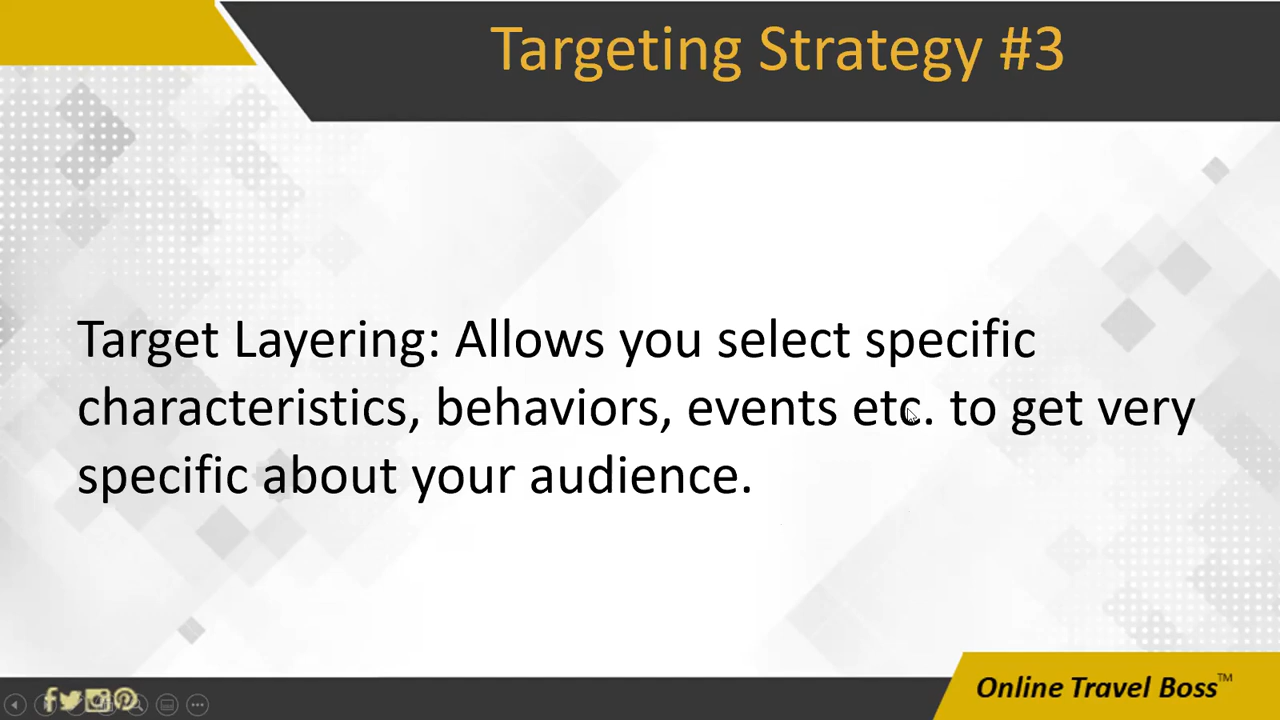 Targeting Strategy #3
Target Layering: Allows you select specific
characteristics, behaviors, events etc. to get very
specific about your audience.
Online Travel Boss™